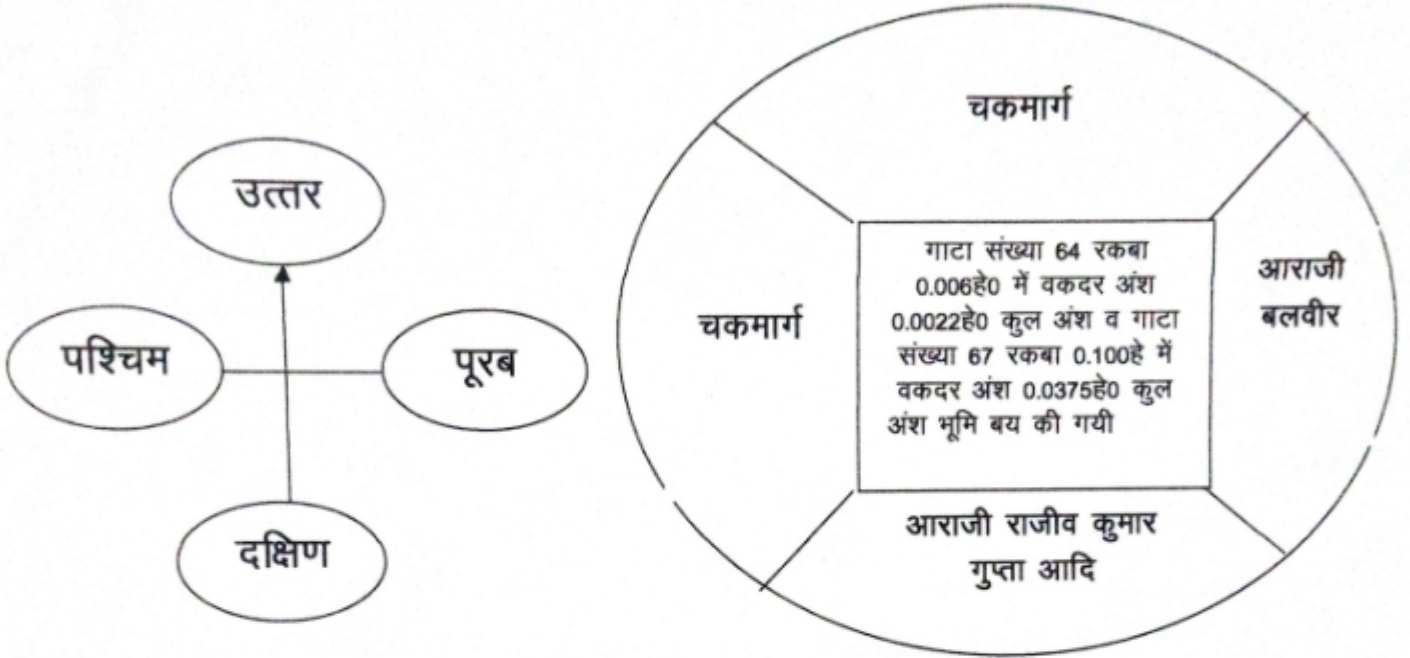 उत्तर
पश्चिम
पूरब
दक्षिण
चकमार्ग
चकमार्ग
गाटा संख्या 64 रकबा
0.006हे0 में वकदर अंश
0.0022हे0 कुल अंश व गाटा
संख्या 67 रकबा 0.100हे में
वकदर अंश 0.0375हे0 कुल
अंश भूमि बय की गयी
आराजी
बलवीर
आराजी राजीव कुमार
गुप्ता आदि